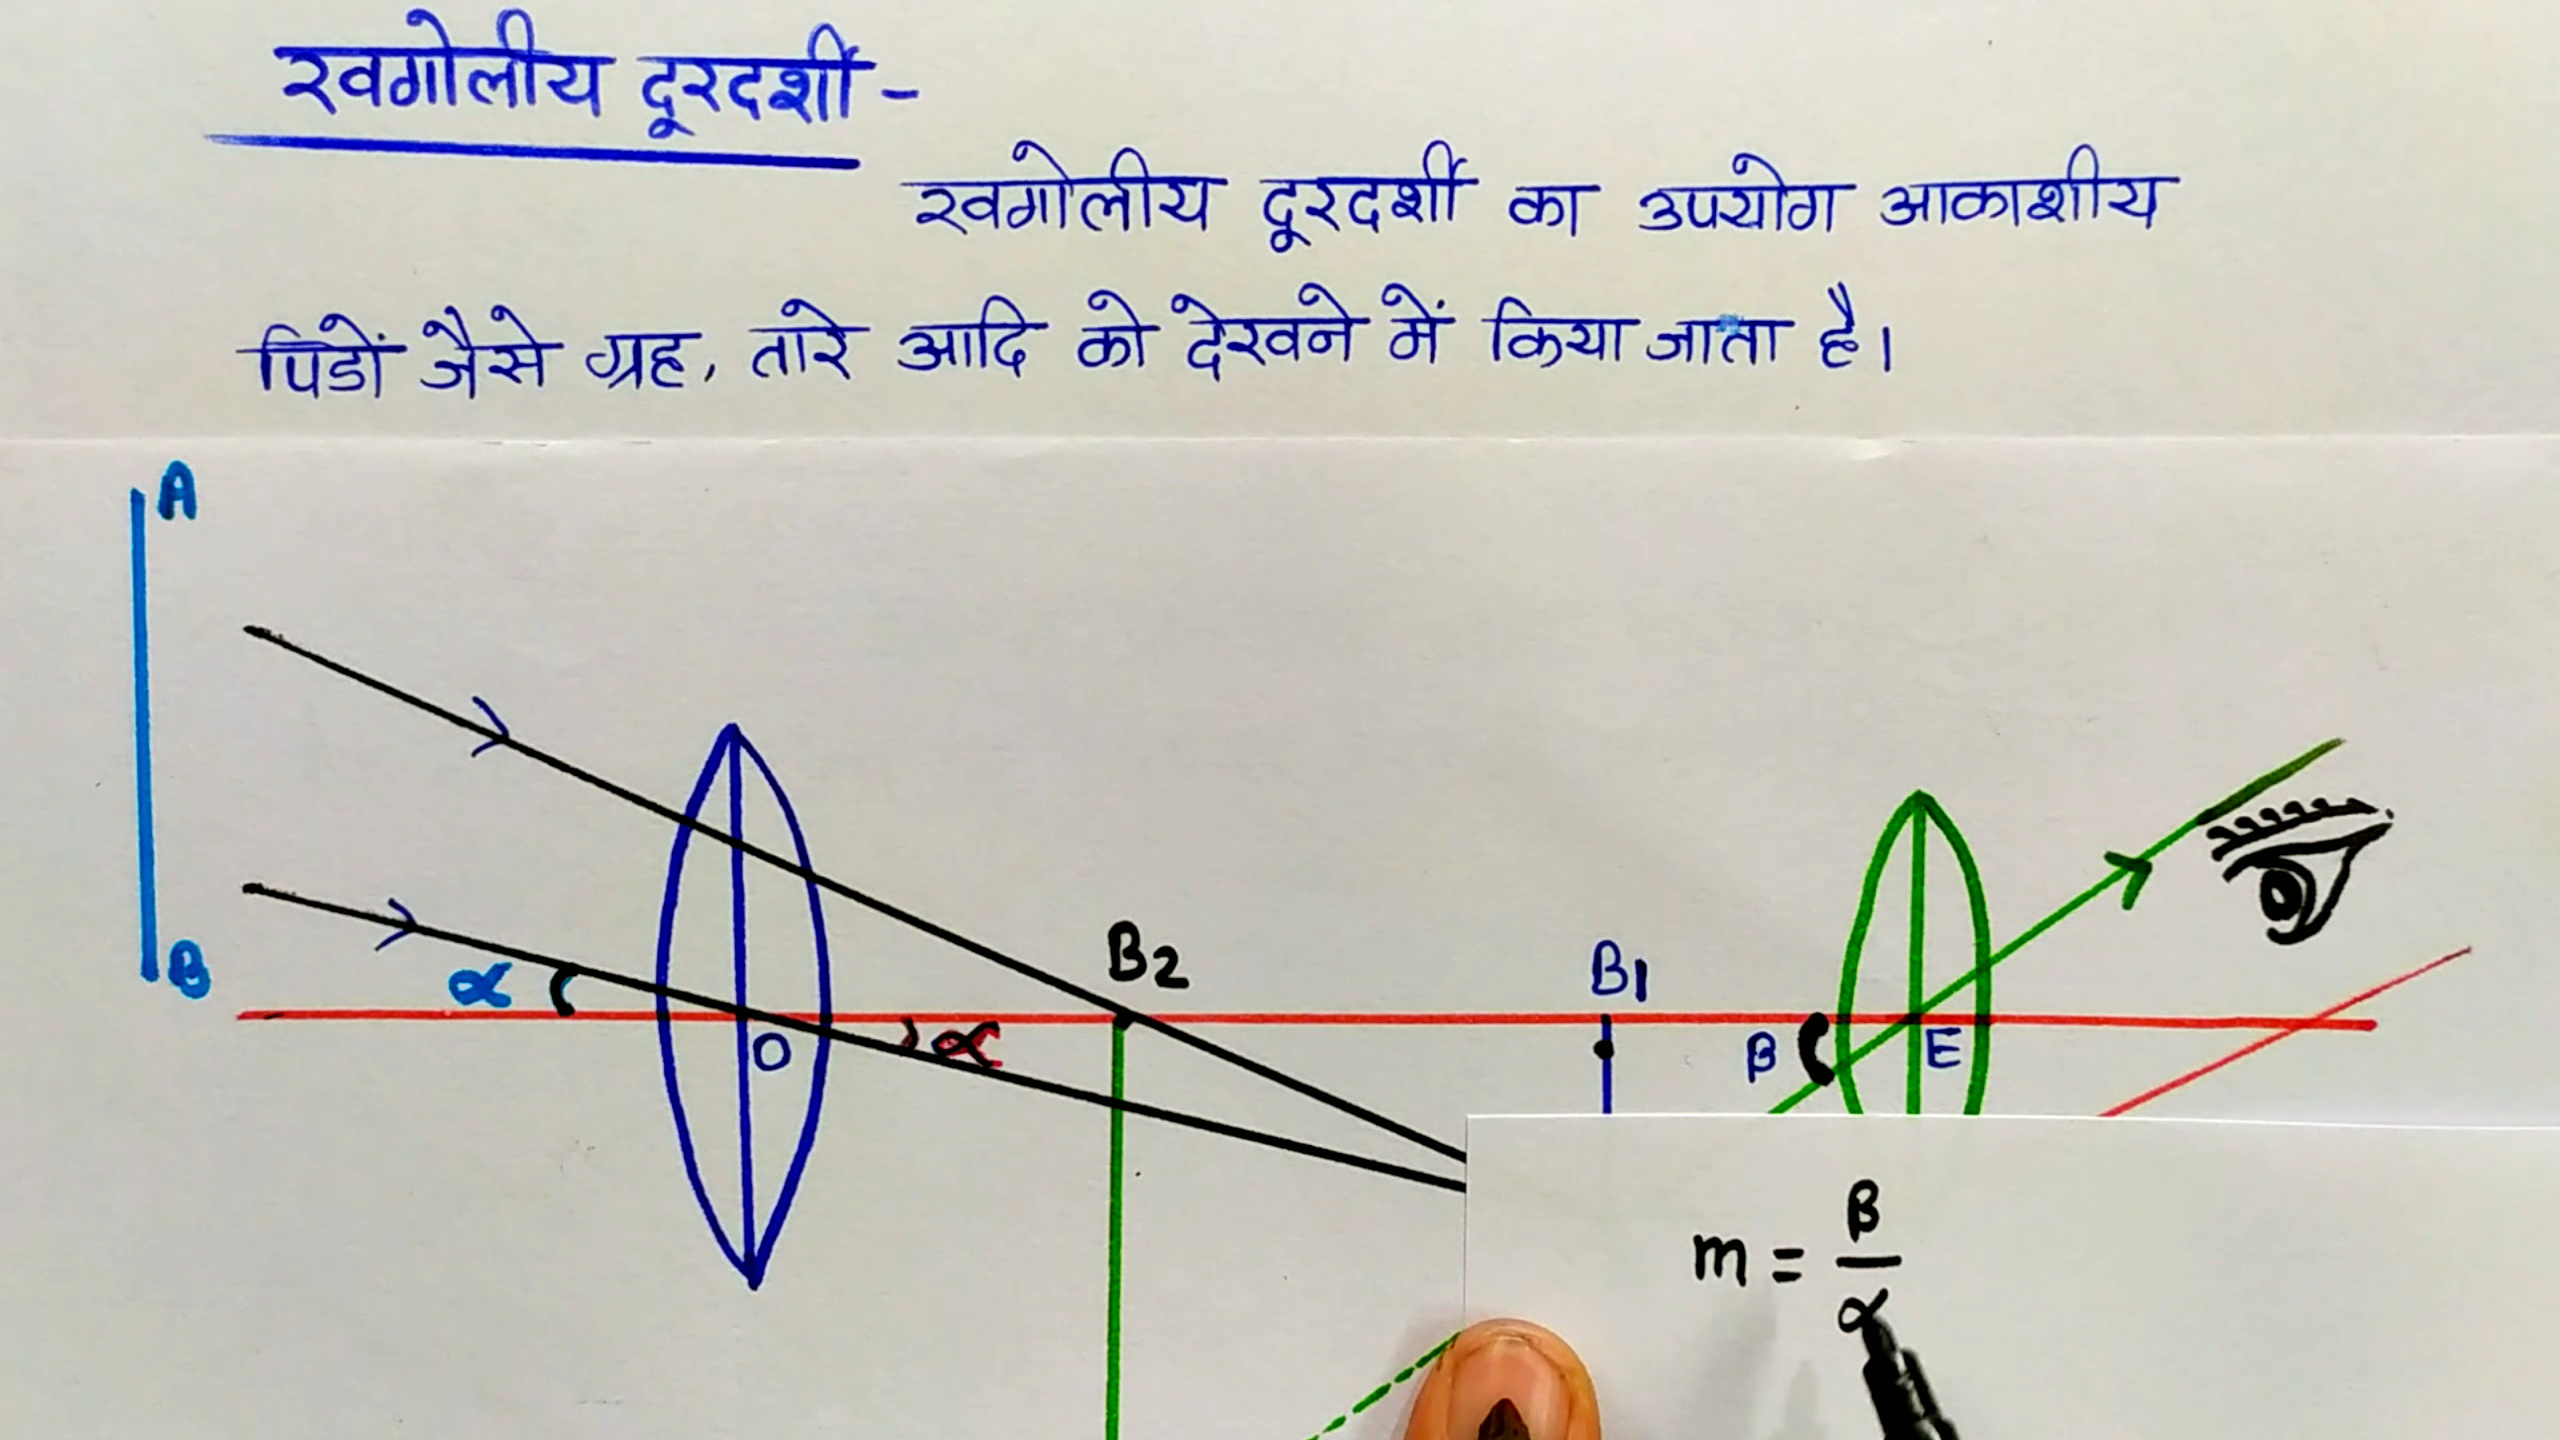 खगोलीय दूरदर्शी -
खगोलीय दूरदर्शी का उपयोग आकाशीय
पिंडों जैसे ग्रह, तारे आदि को देखने में किया जाता है।
A
B
α
O
α
B2
B1
β
E
m = β/α